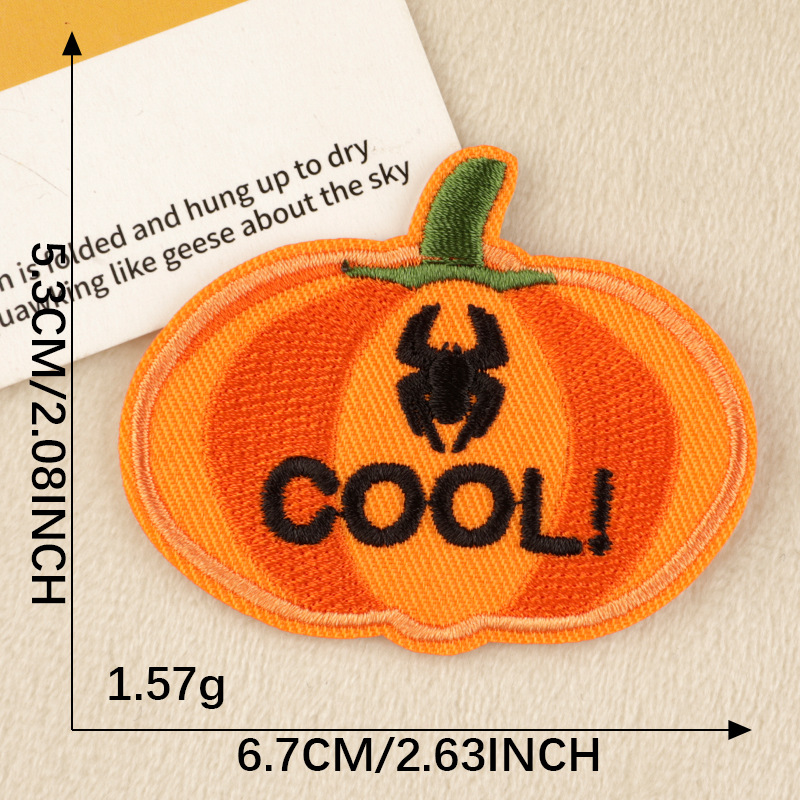 is folded and hung up to dry
like geese about the sky
5.3CM/2.08INCH
COOL!
1.57g
6.7CM/2.63INCH